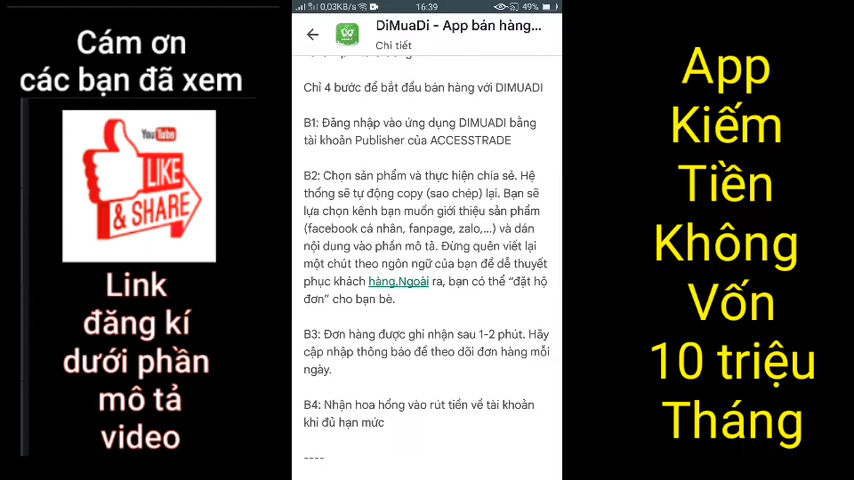 Cám ơn
các bạn đã xem
You Tube
LIKE
& SHARE
Link
đăng kí
dưới phần
mô tả
video
0,03KB/s
16:39
49%
DiMuaDi - App bán hàng...
Chi tiết
Chỉ 4 bước để bắt đầu bán hàng với DIMUADI
B1: Đăng nhập vào ứng dụng DIMUADI bằng
tài khoản Publisher của ACCESSTRADE
B2: Chọn sản phẩm và thực hiện chia sẻ. Hệ
thống sẽ tự động copy (sao chép) lại. Bạn sẽ
lựa chọn kênh bạn muốn giới thiệu sản phẩm
(facebook cá nhân, fanpage, zalo,...) và dán
nội dung vào phần mô tả. Đừng quên viết lại
một chút theo ngôn ngữ của bạn để dễ thuyết
phục khách hàng.Ngoài ra, bạn có thể “đặt hộ
đơn” cho bạn bè.
B3: Đơn hàng được ghi nhận sau 1-2 phút. Hãy
cập nhập thông báo để theo dõi đơn hàng mỗi
ngày.
B4: Nhận hoa hồng vào rút tiền về tài khoản
khi đủ hạn mức
----
App
Kiếm
Tiền
Không
Vốn
10 triệu
Tháng